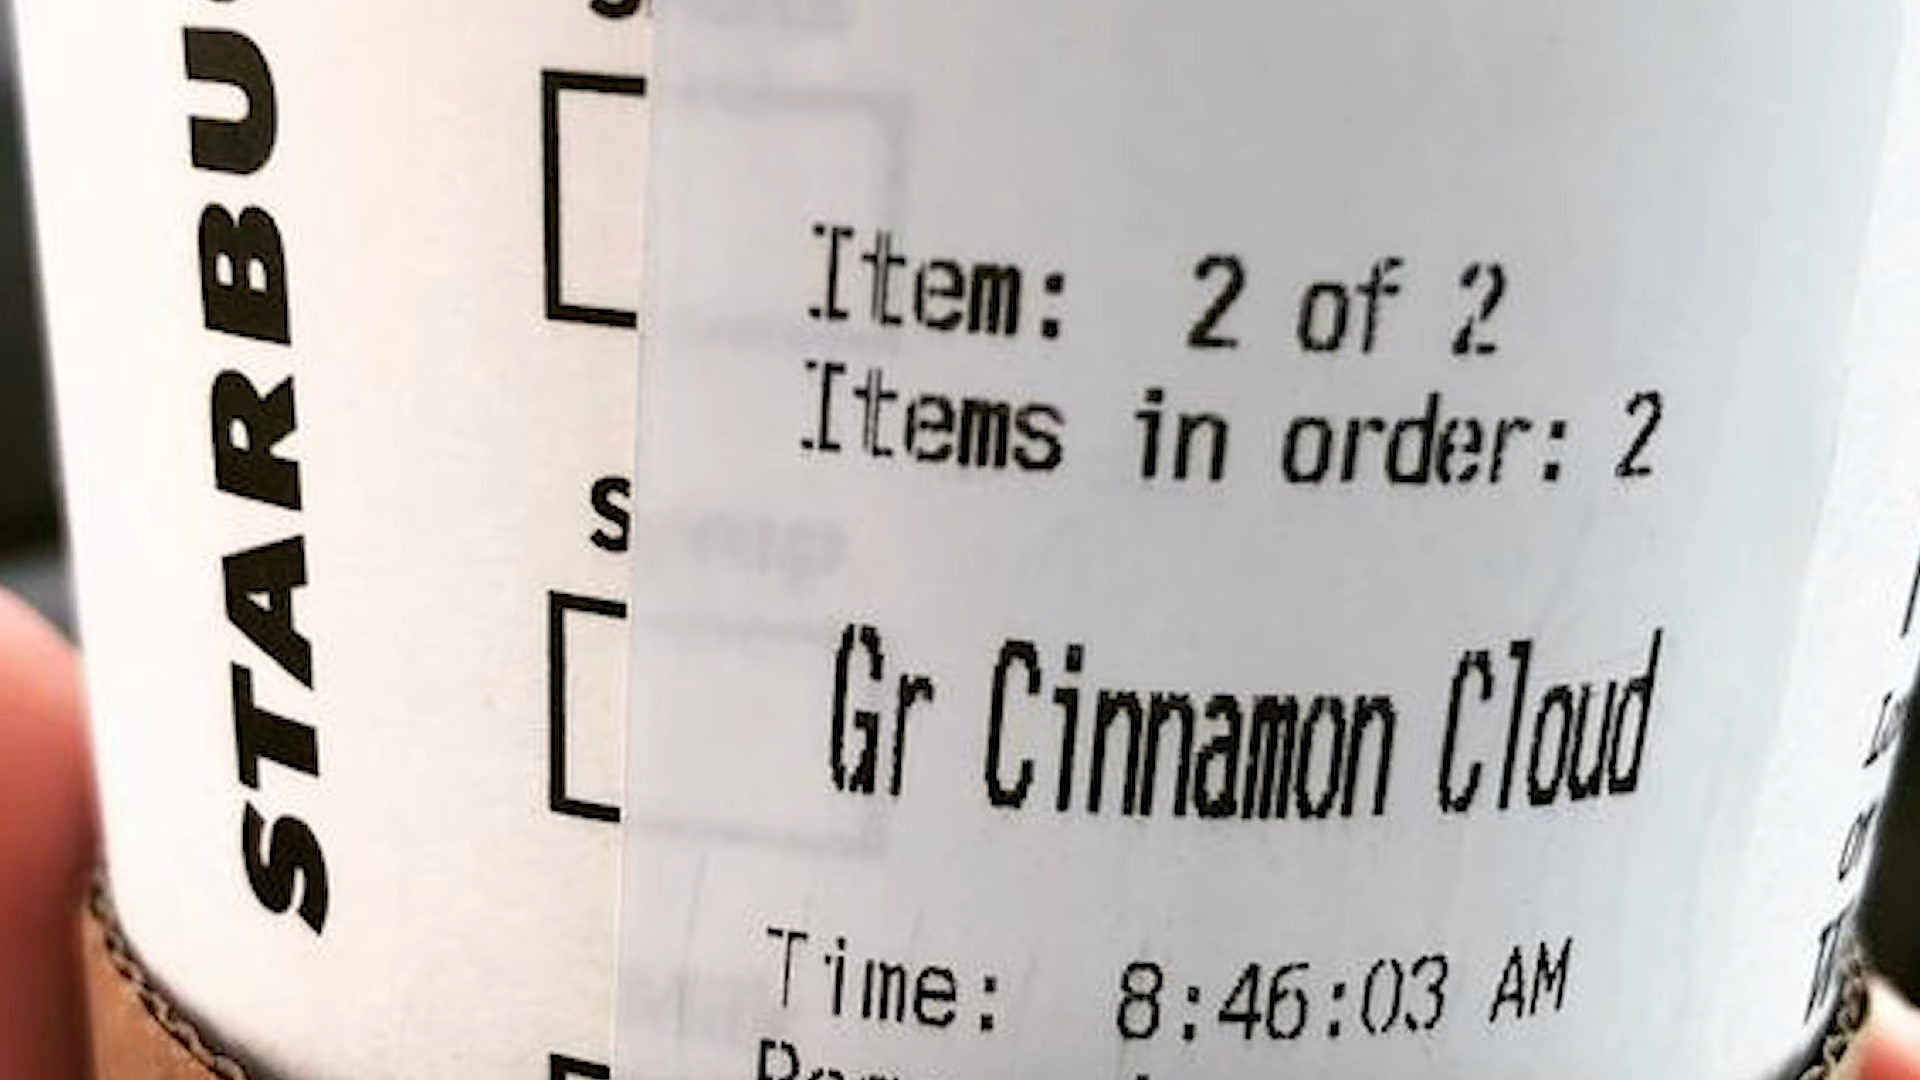 STARBU
Item: 2 of 2
Items in order: 2
Gr Cinnamon Cloud
Time: 8:46:03 AM